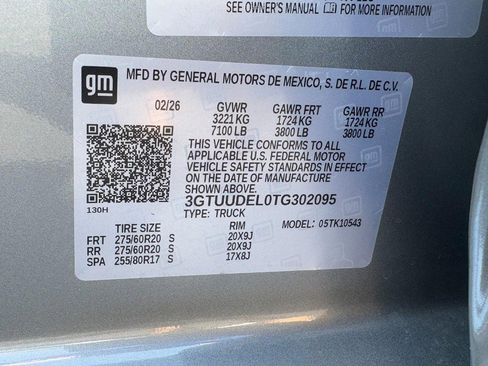 SEE OWNER'S MANUAL OR FOR MORE INFORMATION
gm
MFD BY GENERAL MOTORS DE MEXICO, S. DE R.L. DE C.V.
02/26 GVWR GAWR FRT GAWR RR
3221 KG 1724 KG 1724 KG
7100 LB 3800 LB 3800 LB
THIS VEHICLE CONFORMS TO ALL
APPLICABLE U.S. FEDERAL MOTOR
VEHICLE SAFETY STANDARDS IN EFFECT
ON THE DATE OF MANUFACTURE
SHOWN ABOVE.
3GTUUDEL0TG302095
130H TYPE: TRUCK MODEL: 05TK10543
TIRE SIZE RIM
FRT 275/60R20 S 20X9J
RR 275/60R20 S 20X9J
SPA 255/80R17 S 17X8J